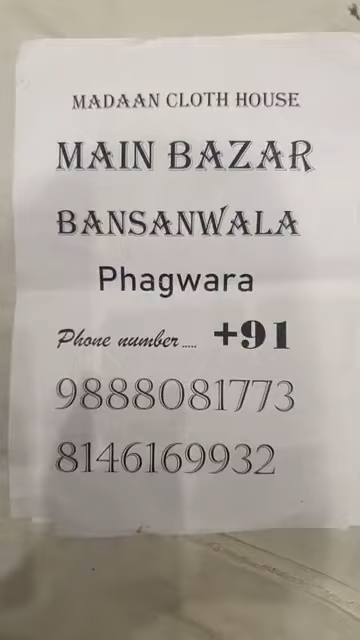 MADAAN CLOTH HOUSE
MAIN BAZAR
BANSANWALA
Phagwara
Phone number..... +91
9888081773
8146169932